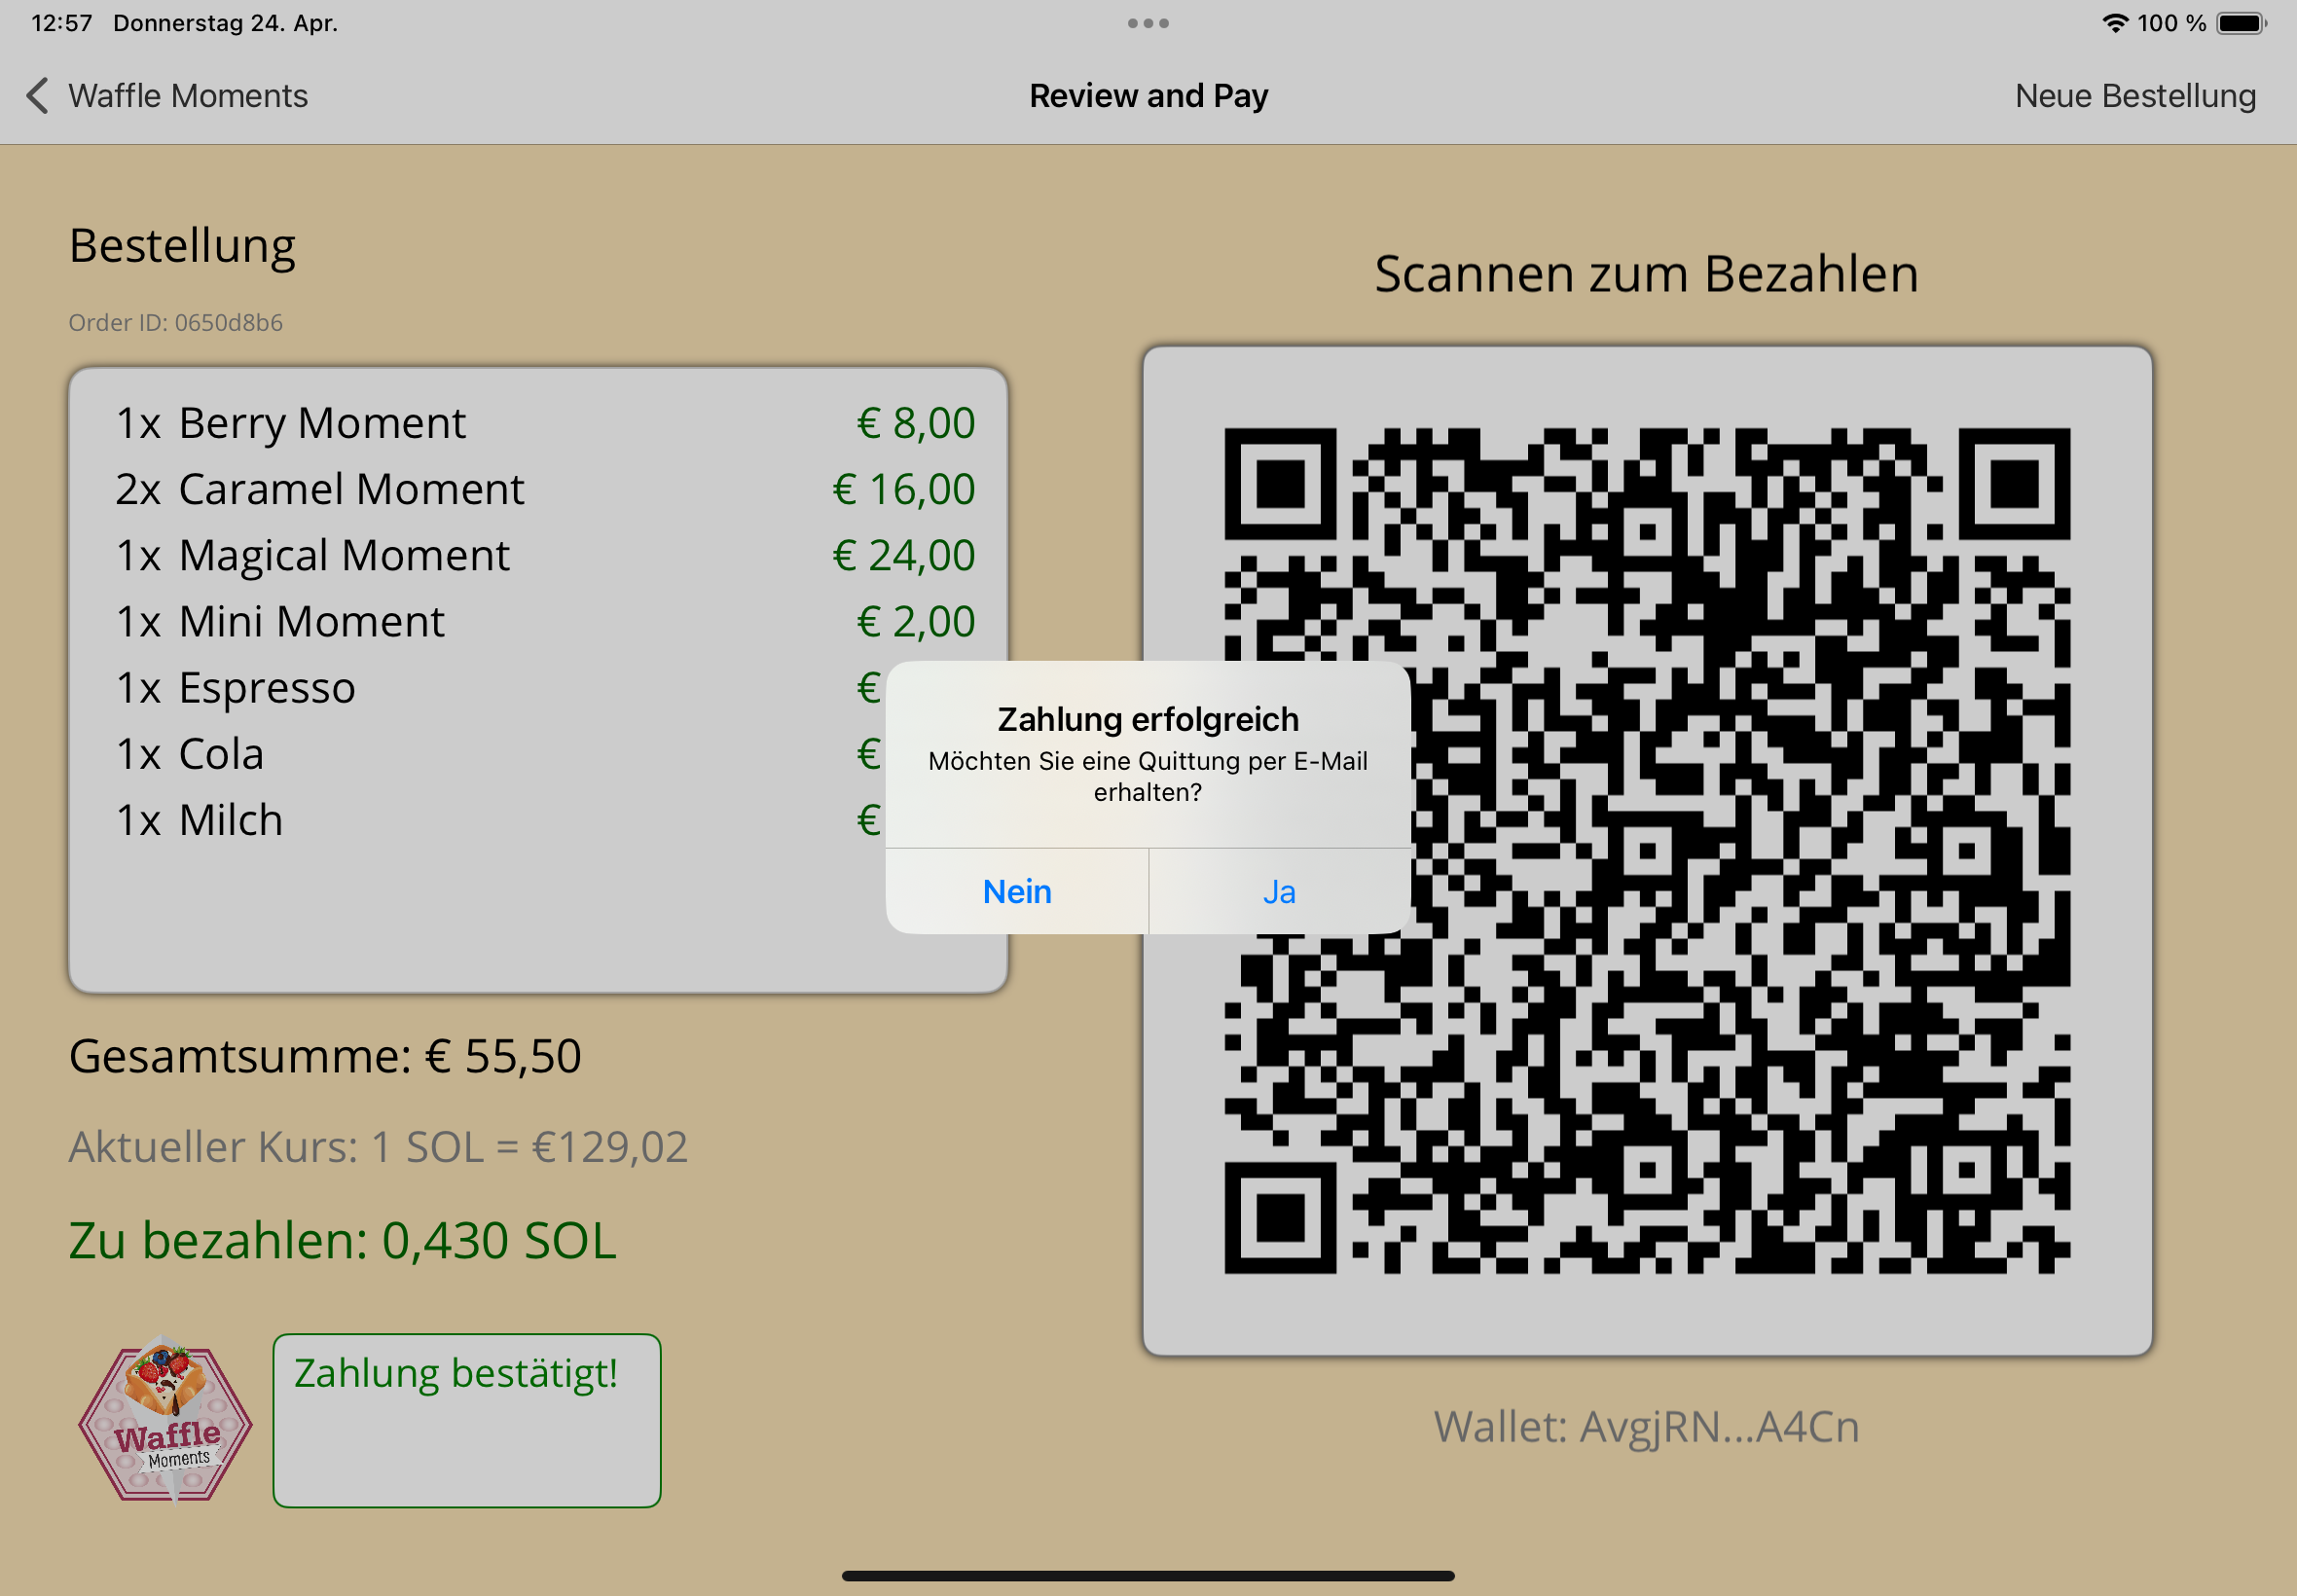 12:57 Donnerstag 24. Apr.
100 %
Waffle Moments
Review and Pay
Neue Bestellung
Bestellung
Order ID: 0650d8b6
1x Berry Moment € 8,00
2x Caramel Moment € 16,00
1x Magical Moment € 24,00
1x Mini Moment € 2,00
1x Espresso €
1x Cola €
1x Milch €
Gesamtsumme: € 55,50
Aktueller Kurs: 1 SOL = €129,02
Zu bezahlen: 0,430 SOL
Waffle
Moments
Zahlung bestätigt!
Scannen zum Bezahlen
Wallet: AvgjRN...A4Cn
Zahlung erfolgreich
Möchten Sie eine Quittung per E-Mail
erhalten?
Nein
Ja